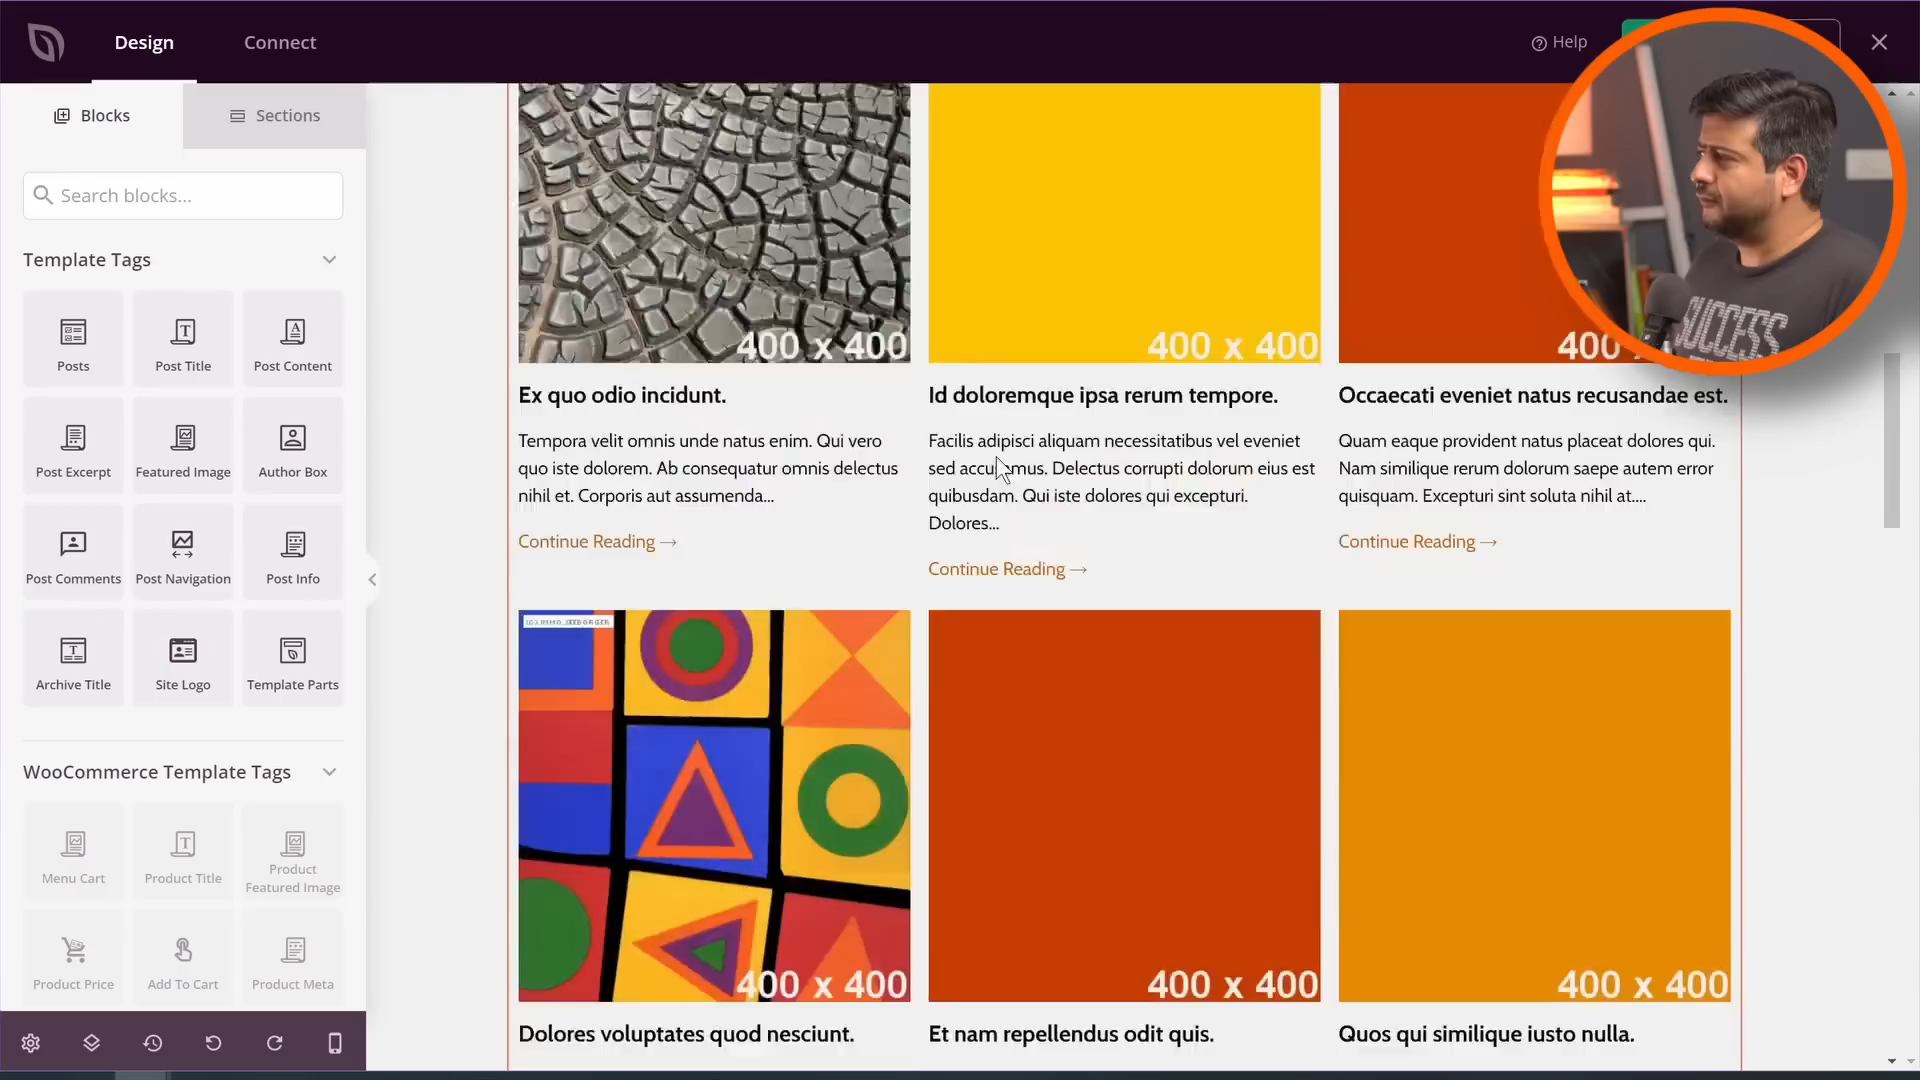 Design
Connect
Help
Blocks
Sections
Search blocks...
Template Tags
Posts
Post Title
Post Content
Post Excerpt
Featured Image
Author Box
Post Comments
Post Navigation
Post Info
Archive Title
Site Logo
Template Parts
WooCommerce Template Tags
Menu Cart
Product Title
Product
Featured Image
Product Price
Add To Cart
Product Meta
400 x 400
400 x 400
400
SUCCESS
Ex quo odio incidunt.
Tempora velit omnis unde natus enim. Qui vero
quo iste dolorem. Ab consequatur omnis delectus
nihil et. Corporis aut assumenda...
Continue Reading →
Id doloremque ipsa rerum tempore.
Facilis adipisci aliquam necessitatibus vel eveniet
sed accusamus. Delectus corrupti dolorum eius est
quibusdam. Qui iste dolores qui excepturi.
Dolores...
Continue Reading →
Occaecati eveniet natus recusandae est.
Quam eaque provident natus placeat dolores qui.
Nam similique rerum dolorum saepe autem error
quisquam. Excepturi sint soluta nihil at....
Continue Reading →
400 x 400
400 x 400
400 x 400
Dolores voluptates quod nesciunt.
Et nam repellendus odit quis.
Quos qui similique iusto nulla.